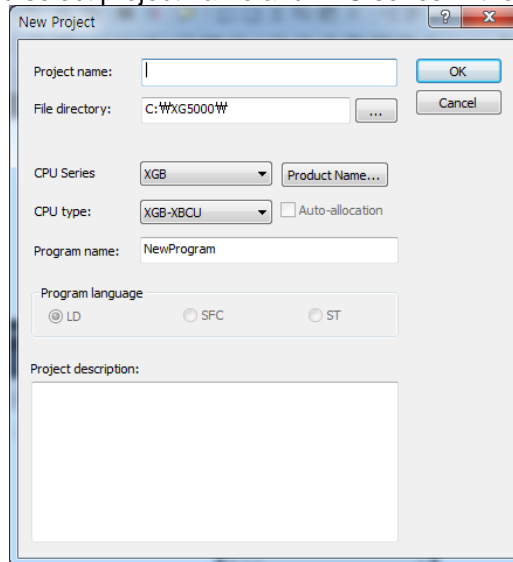 New Project
Project name:
OK
File directory:
C:₩XG5000₩
...
Cancel
CPU Series
XGB
Product Name...
CPU type:
XGB-XBCU
Auto-allocation
Program name:
NewProgram
Program language
LD
SFC
ST
Project description: